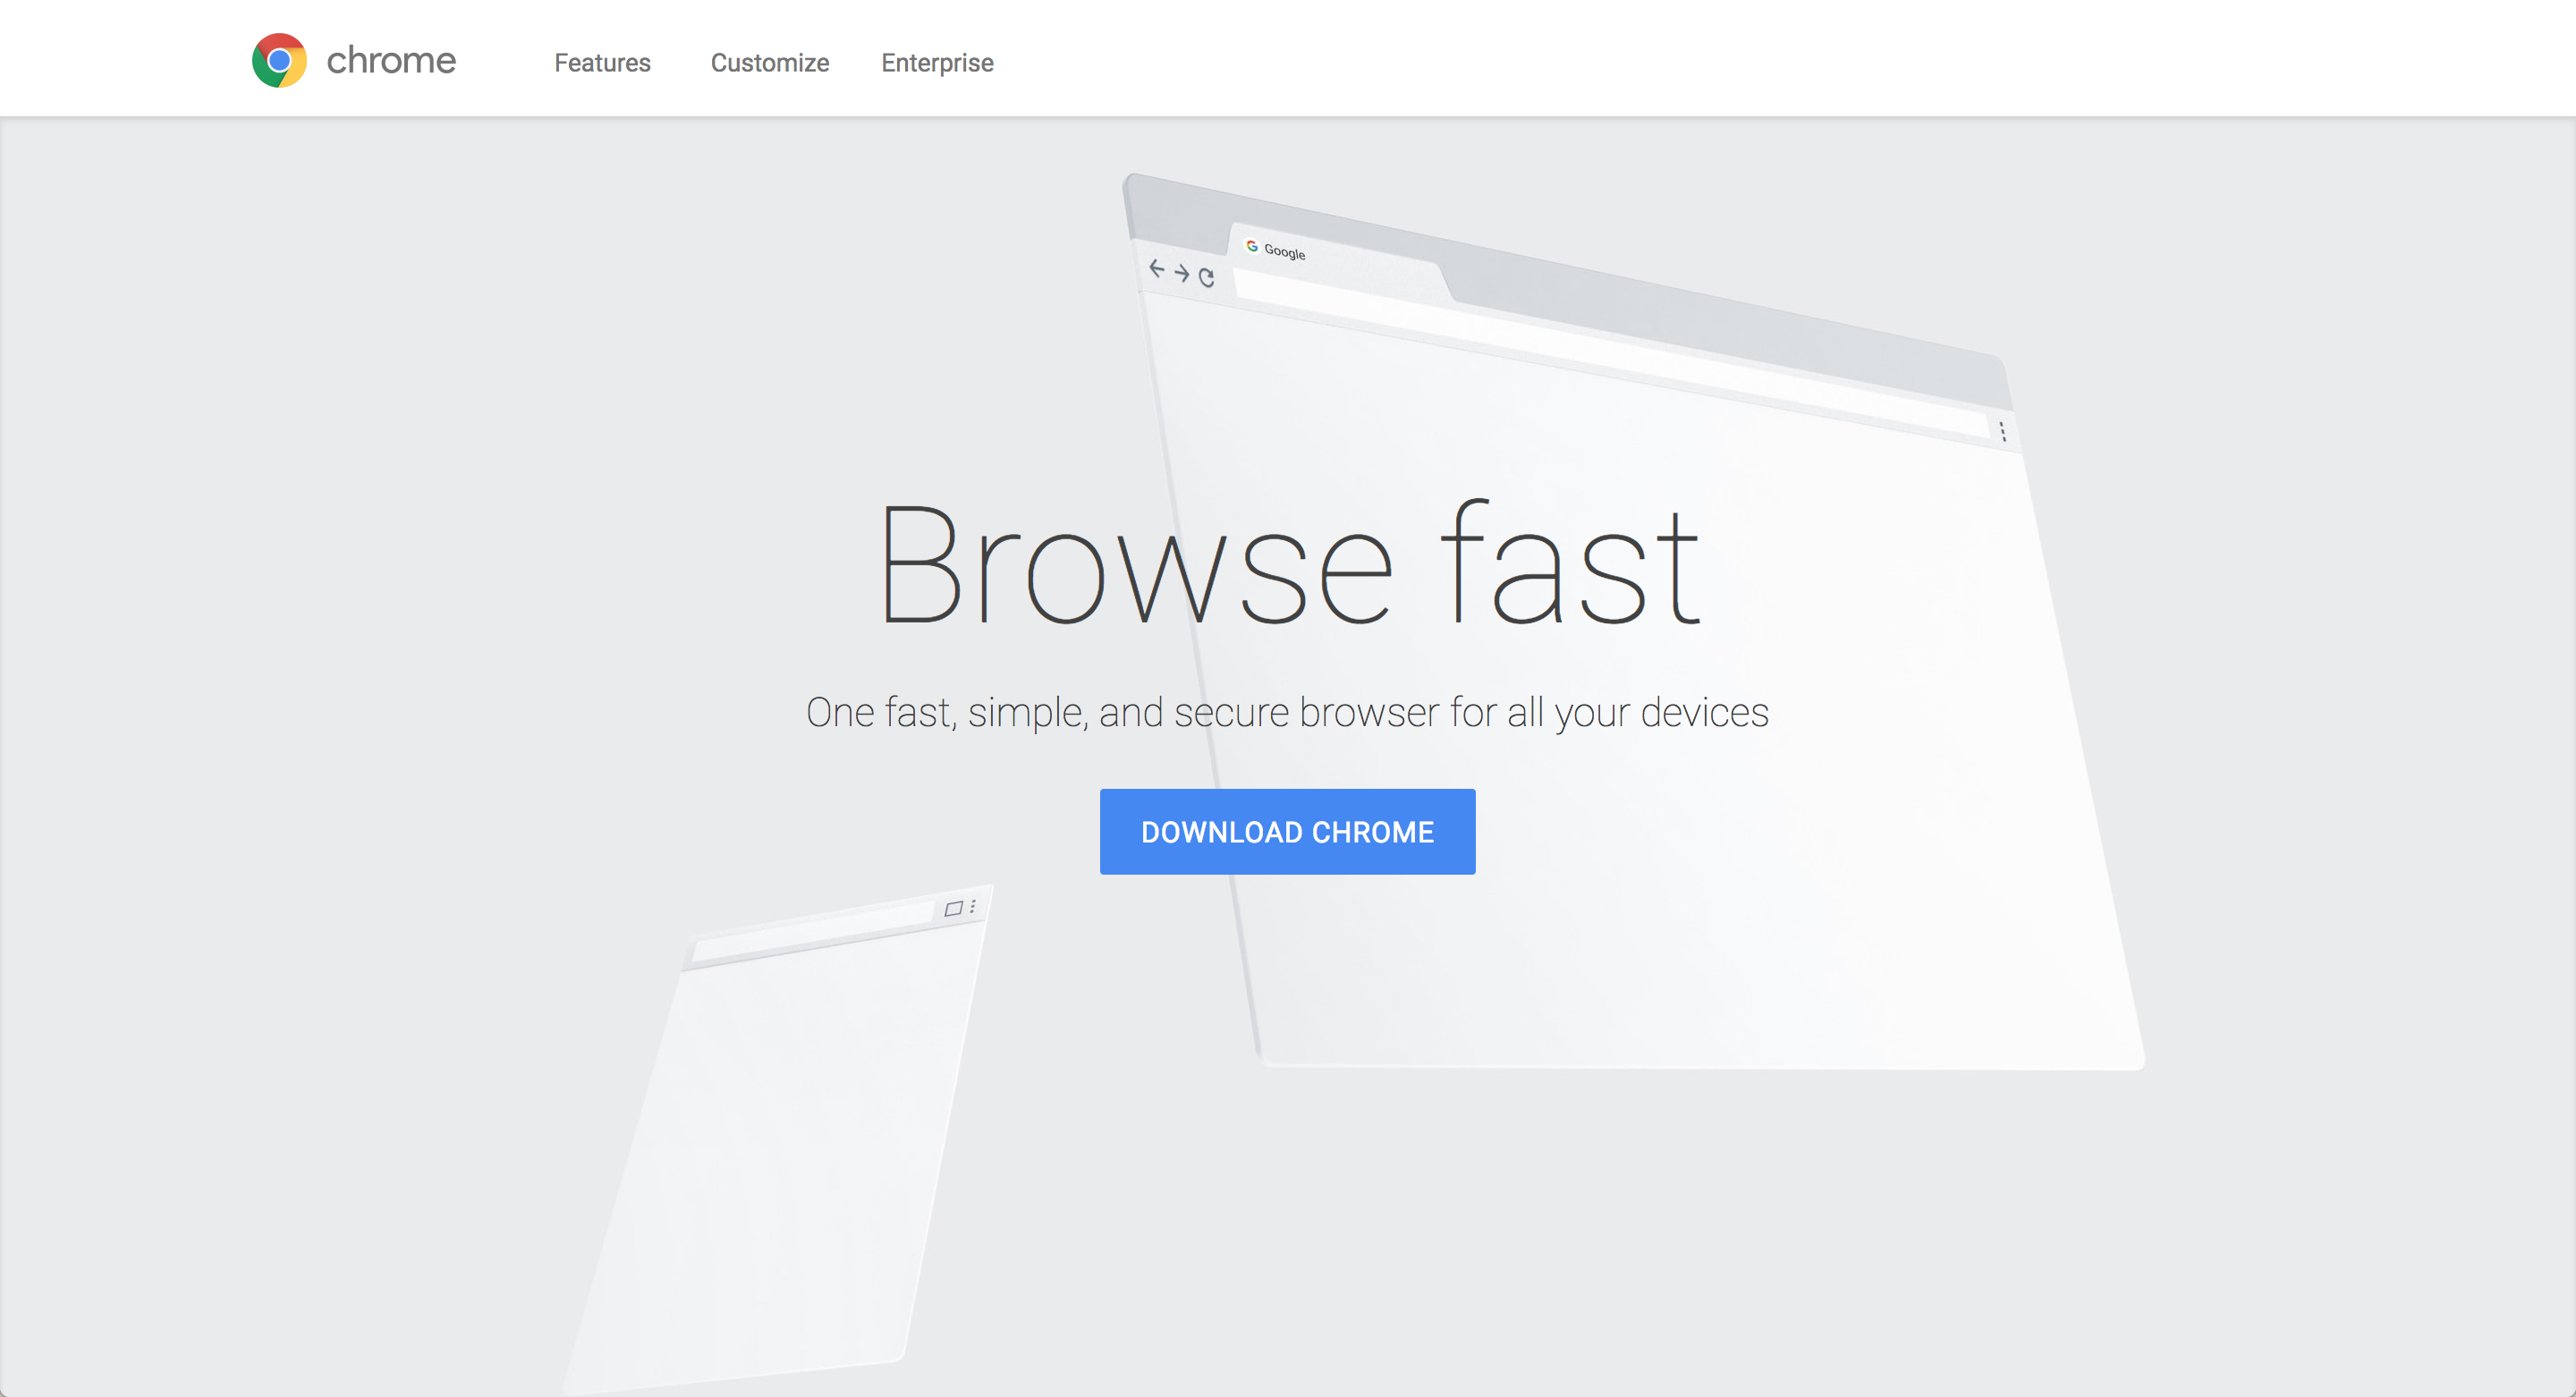 chrome
Features
Customize
Enterprise
Google
Browse fast
One fast, simple, and secure browser for all your devices
DOWNLOAD CHROME